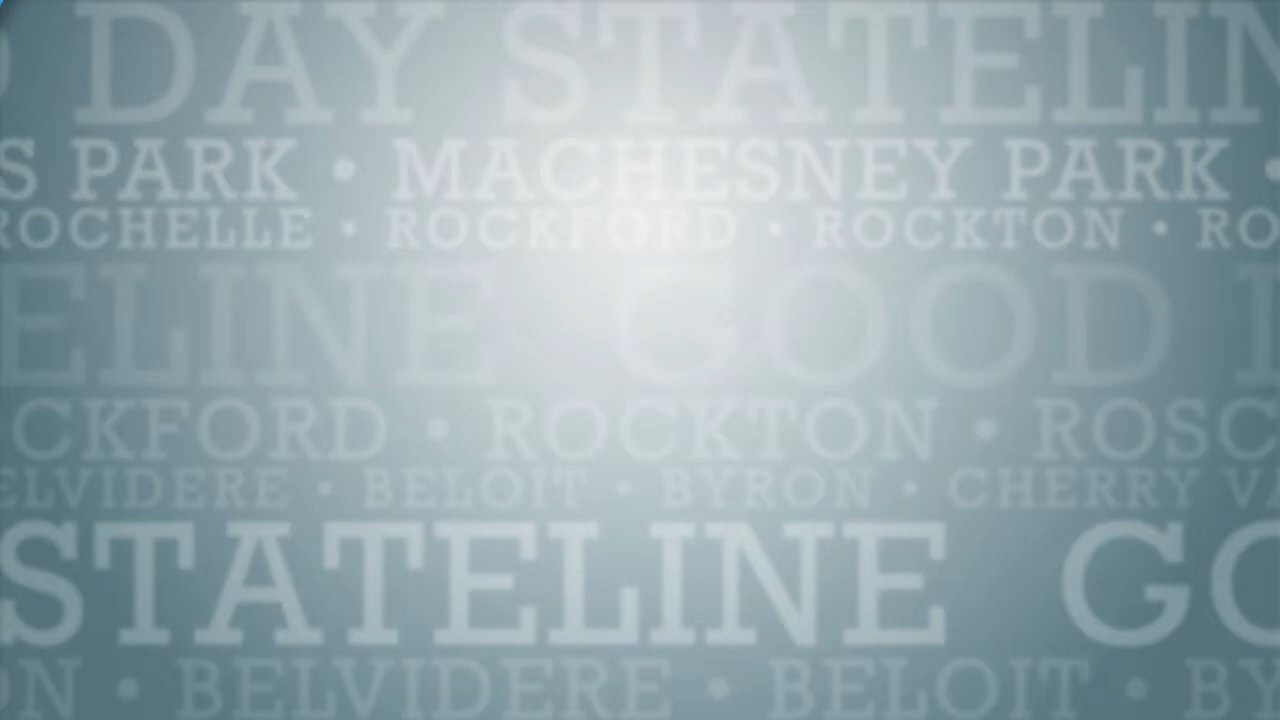 DAY STATELIN
S PARK • MACHESNEY PARK •
ROCHELLE • ROCKFORD • ROCKTON • RO
ELINE GOOD D
CKFORD • ROCKTON • ROSC
ELVIDERE • BELOIT • BYRON • CHERRY VA
STATELINE GO
ON • BELVIDERE • BELOIT • BY